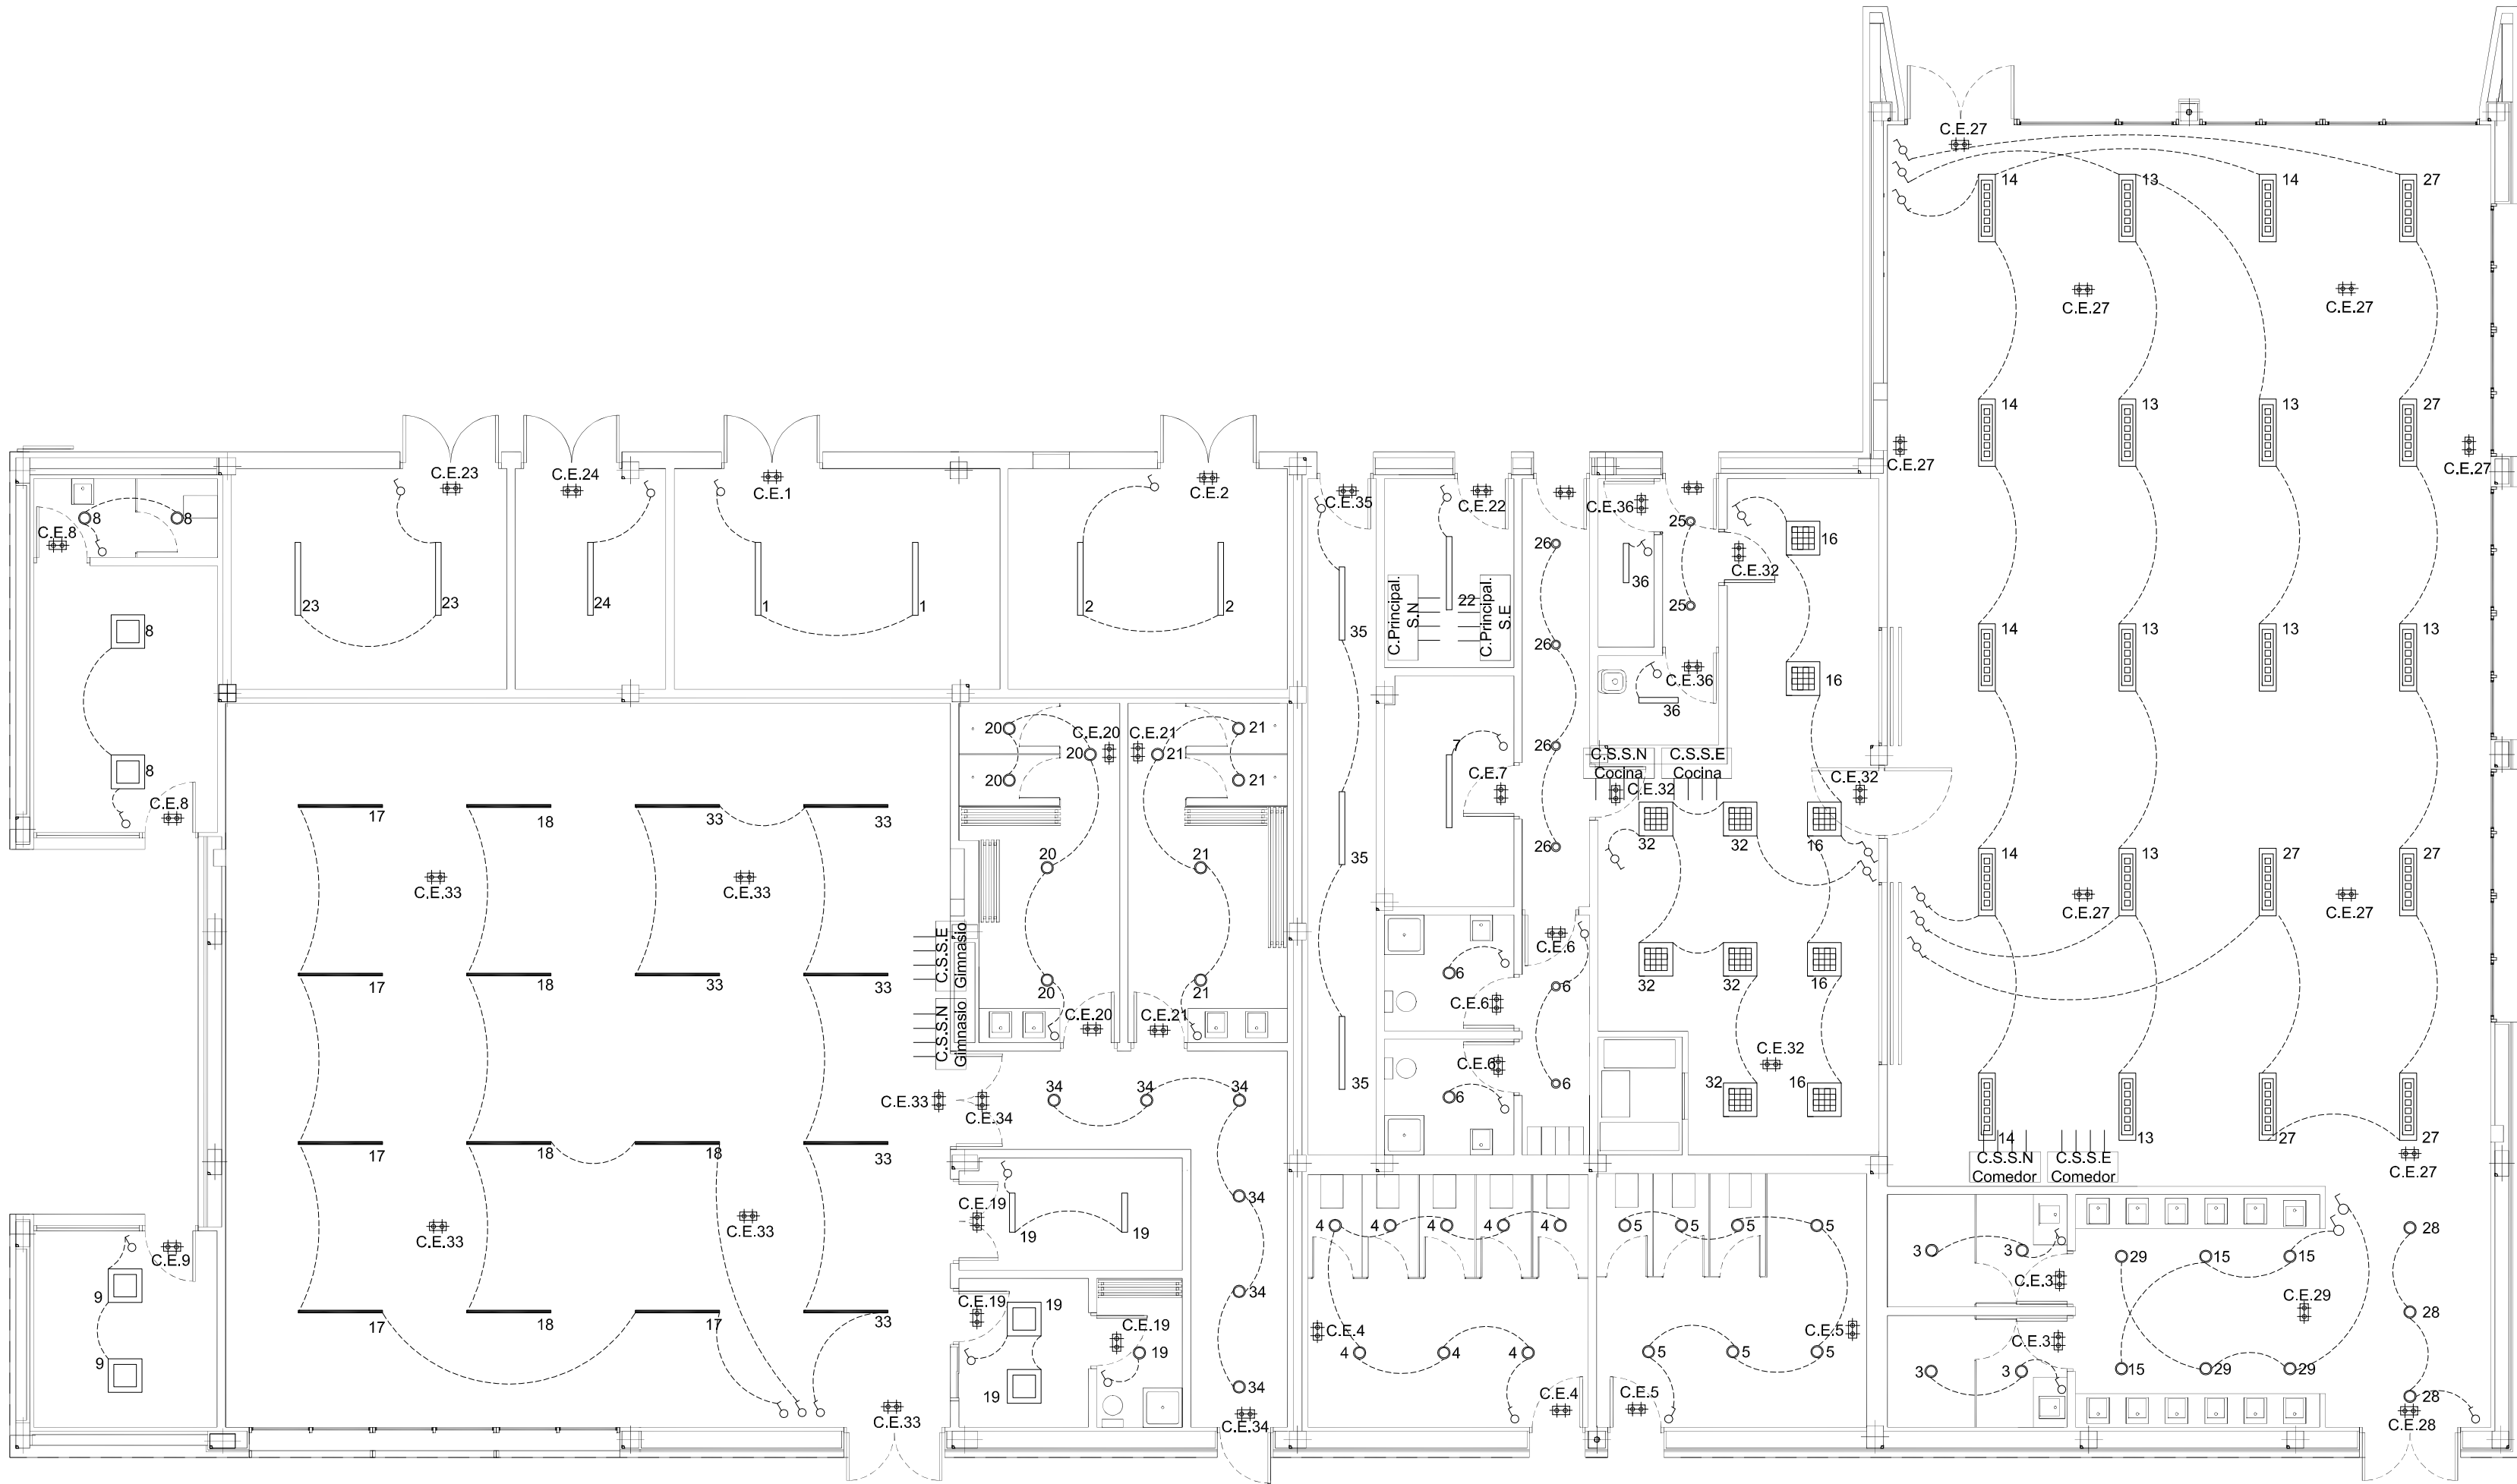 C.E.27
14
13
14
27
C.E.27
C.E.27
14
13
13
27
C.E.27
C.E.27
C.E.23
C.E.24
C.E.1
C.E.2
C.E.35
C.E.22
C.E.36
25
8
8
C.E.8
26
16
C.E.32
36
23
23
24
1
1
2
2
C.Principal.
S.N
22
C.Principal.
S.E
25
8
35
26
14
13
13
13
C.E.36
16
36
20
C.E.20
20
C.E.21
21
21
7
26
8
20
21
C.S.S.N
Cocina
C.S.S.E
Cocina
C.E.7
C.E.32
C.E.32
C.E.8
17
18
33
33
32
32
16
20
21
35
26
14
13
27
27
C.E.33
C.E.33
C.E.27
C.E.27
C.S.S.E
Gimnasio
C.E.6
17
18
33
33
20
21
6
6
32
32
16
C.S.S.N
Gimnasio
C.E.20
C.E.21
C.E.6
C.E.32
C.E.6
35
6
6
32
16
34
34
34
C.E.33
C.E.34
14
13
27
27
17
18
18
33
C.S.S.N
Comedor
C.S.S.E
Comedor
C.E.27
C.E.19
34
19
19
4
4
4
4
4
5
5
5
5
28
C.E.33
C.E.33
C.E.9
3
3
29
15
15
C.E.3
9
34
C.E.19
19
C.E.29
28
17
18
17
33
C.E.19
C.E.4
C.E.5
C.E.3
19
4
4
4
5
5
5
9
3
3
15
29
29
19
34
28
C.E.33
C.E.34
C.E.4
C.E.5
C.E.28